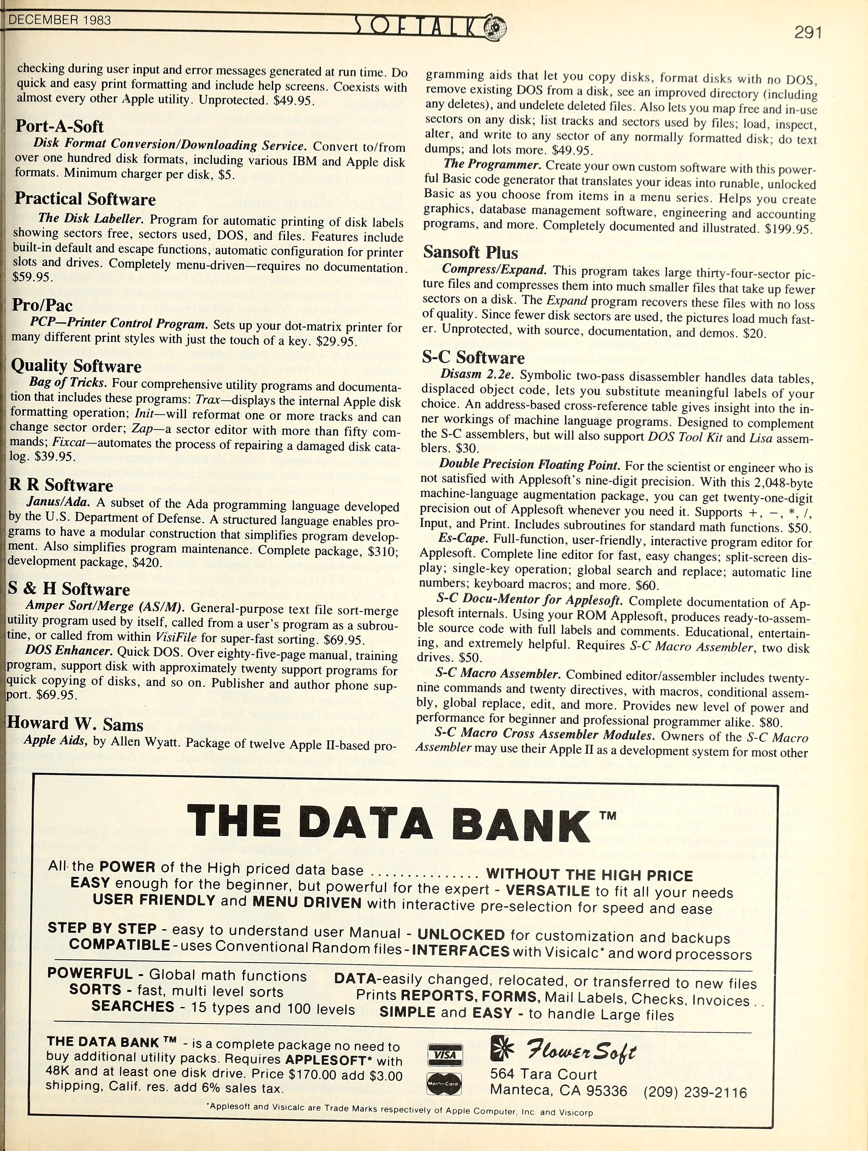 DECEMBER 1983
SOFTALK
291
checking during user input and error messages generated at run time. Do
quick and easy print formatting and include help screens. Coexists with
almost every other Apple utility. Unprotected. $49.95.
Port-A-Soft
Disk Format Conversion/Downloading Service. Convert to/from
over one hundred disk formats, including various IBM and Apple disk
formats. Minimum charger per disk, $5.
Practical Software
The Disk Labeller. Program for automatic printing of disk labels
showing sectors free, sectors used, DOS, and files. Features include
built-in default and escape functions, automatic configuration for printer
slots and drives. Completely menu-driven—requires no documentation.
$59.95.
Pro/Pac
PCP—Printer Control Program. Sets up your dot-matrix printer for
many different print styles with just the touch of a key. $29.95.
Quality Software
Bag of Tricks. Four comprehensive utility programs and documenta-
tion that includes these programs: Trax—displays the internal Apple disk
formatting operation; Init—will reformat one or more tracks and can
change sector order; Zap—a sector editor with more than fifty com-
mands; Fixcat—automates the process of repairing a damaged disk cata-
log. $39.95.
R R Software
Janus/Ada. A subset of the Ada programming language developed
by the U.S. Department of Defense. A structured language enables pro-
grams to have a modular construction that simplifies program develop-
ment. Also simplifies program maintenance. Complete package, $310;
development package, $420.
S & H Software
Amper Sort/Merge (AS/M). General-purpose text file sort-merge
utility program used by itself, called from a user's program as a subrou-
tine, or called from within VisiFile for super-fast sorting. $69.95.
DOS Enhancer. Quick DOS. Over eighty-five-page manual, training
program, support disk with approximately twenty support programs for
quick copying of disks, and so on. Publisher and author phone sup-
port. $69.95.
Howard W. Sams
Apple Aids, by Allen Wyatt. Package of twelve Apple II-based pro-
gramming aids that let you copy disks, format disks with no DOS,
remove existing DOS from a disk, see an improved directory (including
any deletes), and undelete deleted files. Also lets you map free and in-use
sectors on any disk; list tracks and sectors used by files; load, inspect,
alter, and write to any sector of any normally formatted disk; do text
dumps; and lots more. $49.95.
The Programmer. Create your own custom software with this power-
ful Basic code generator that translates your ideas into runable, unlocked
Basic as you choose from items in a menu series. Helps you create
graphics, database management software, engineering and accounting
programs, and more. Completely documented and illustrated. $199.95.
Sansoft Plus
Compress/Expand. This program takes large thirty-four-sector pic-
ture files and compresses them into much smaller files that take up fewer
sectors on a disk. The Expand program recovers these files with no loss
of quality. Since fewer disk sectors are used, the pictures load much fast-
er. Unprotected, with source, documentation, and demos. $20.
S-C Software
Disasm 2.2e. Symbolic two-pass disassembler handles data tables,
displaced object code, lets you substitute meaningful labels of your
choice. An address-based cross-reference table gives insight into the in-
ner workings of machine language programs. Designed to complement
the S-C assemblers, but will also support DOS Tool Kit and Lisa assem-
blers. $30.
Double Precision Floating Point. For the scientist or engineer who is
not satisfied with Applesoft's nine-digit precision. With this 2,048-byte
machine-language augmentation package, you can get twenty-one-digit
precision out of Applesoft whenever you need it. Supports +, −, *, /,
Input, and Print. Includes subroutines for standard math functions. $50.
Es-Cape. Full-function, user-friendly, interactive program editor for
Applesoft. Complete line editor for fast, easy changes; split-screen dis-
play; single-key operation; global search and replace; automatic line
numbers; keyboard macros; and more. $60.
S-C Docu-Mentor for Applesoft. Complete documentation of Ap-
plesoft internals. Using your ROM Applesoft, produces ready-to-assem-
ble source code with full labels and comments. Educational, entertain-
ing, and extremely helpful. Requires S-C Macro Assembler, two disk
drives. $50.
S-C Macro Assembler. Combined editor/assembler includes twenty-
nine commands and twenty directives, with macros, conditional assem-
bly, global replace, edit, and more. Provides new level of power and
performance for beginner and professional programmer alike. $80.
S-C Macro Cross Assembler Modules. Owners of the S-C Macro
Assembler may use their Apple II as a development system for most other
THE DATA BANK™
All the POWER of the High priced data base ............... WITHOUT THE HIGH PRICE
EASY enough for the beginner, but powerful for the expert - VERSATILE to fit all your needs
USER FRIENDLY and MENU DRIVEN with interactive pre-selection for speed and ease
STEP BY STEP - easy to understand user Manual - UNLOCKED for customization and backups
COMPATIBLE - uses Conventional Random files - INTERFACES with Visicalc* and word processors
POWERFUL - Global math functions
SORTS - fast, multi level sorts
SEARCHES - 15 types and 100 levels
DATA-easily changed, relocated, or transferred to new files
Prints REPORTS, FORMS, Mail Labels, Checks, Invoices . .
SIMPLE and EASY - to handle Large files
THE DATA BANK™ - is a complete package no need to
buy additional utility packs. Requires APPLESOFT* with
48K and at least one disk drive. Price $170.00 add $3.00
shipping, Calif. res. add 6% sales tax.
VISA
MasterCard
FlowerSoft
564 Tara Court
Manteca, CA 95336 (209) 239-2116
*Applesoft and Visicalc are Trade Marks respectively of Apple Computer, Inc. and Visicorp